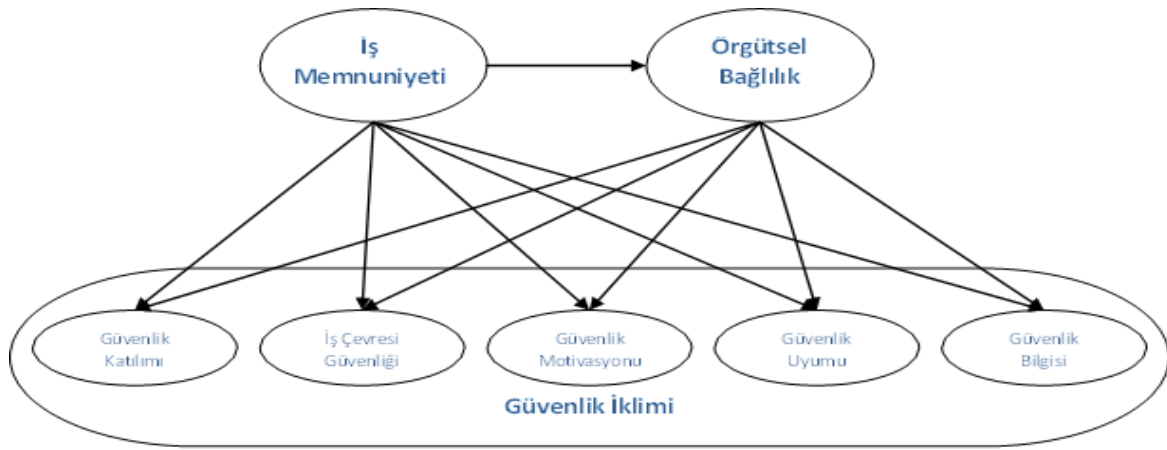 İş
Memnuniyeti
Örgütsel
Bağlılık
Güvenlik
Katılımı
İş Çevresi
Güvenliği
Güvenlik
Motivasyonu
Güvenlik
Uyumu
Güvenlik
Bilgisi
Güvenlik İklimi